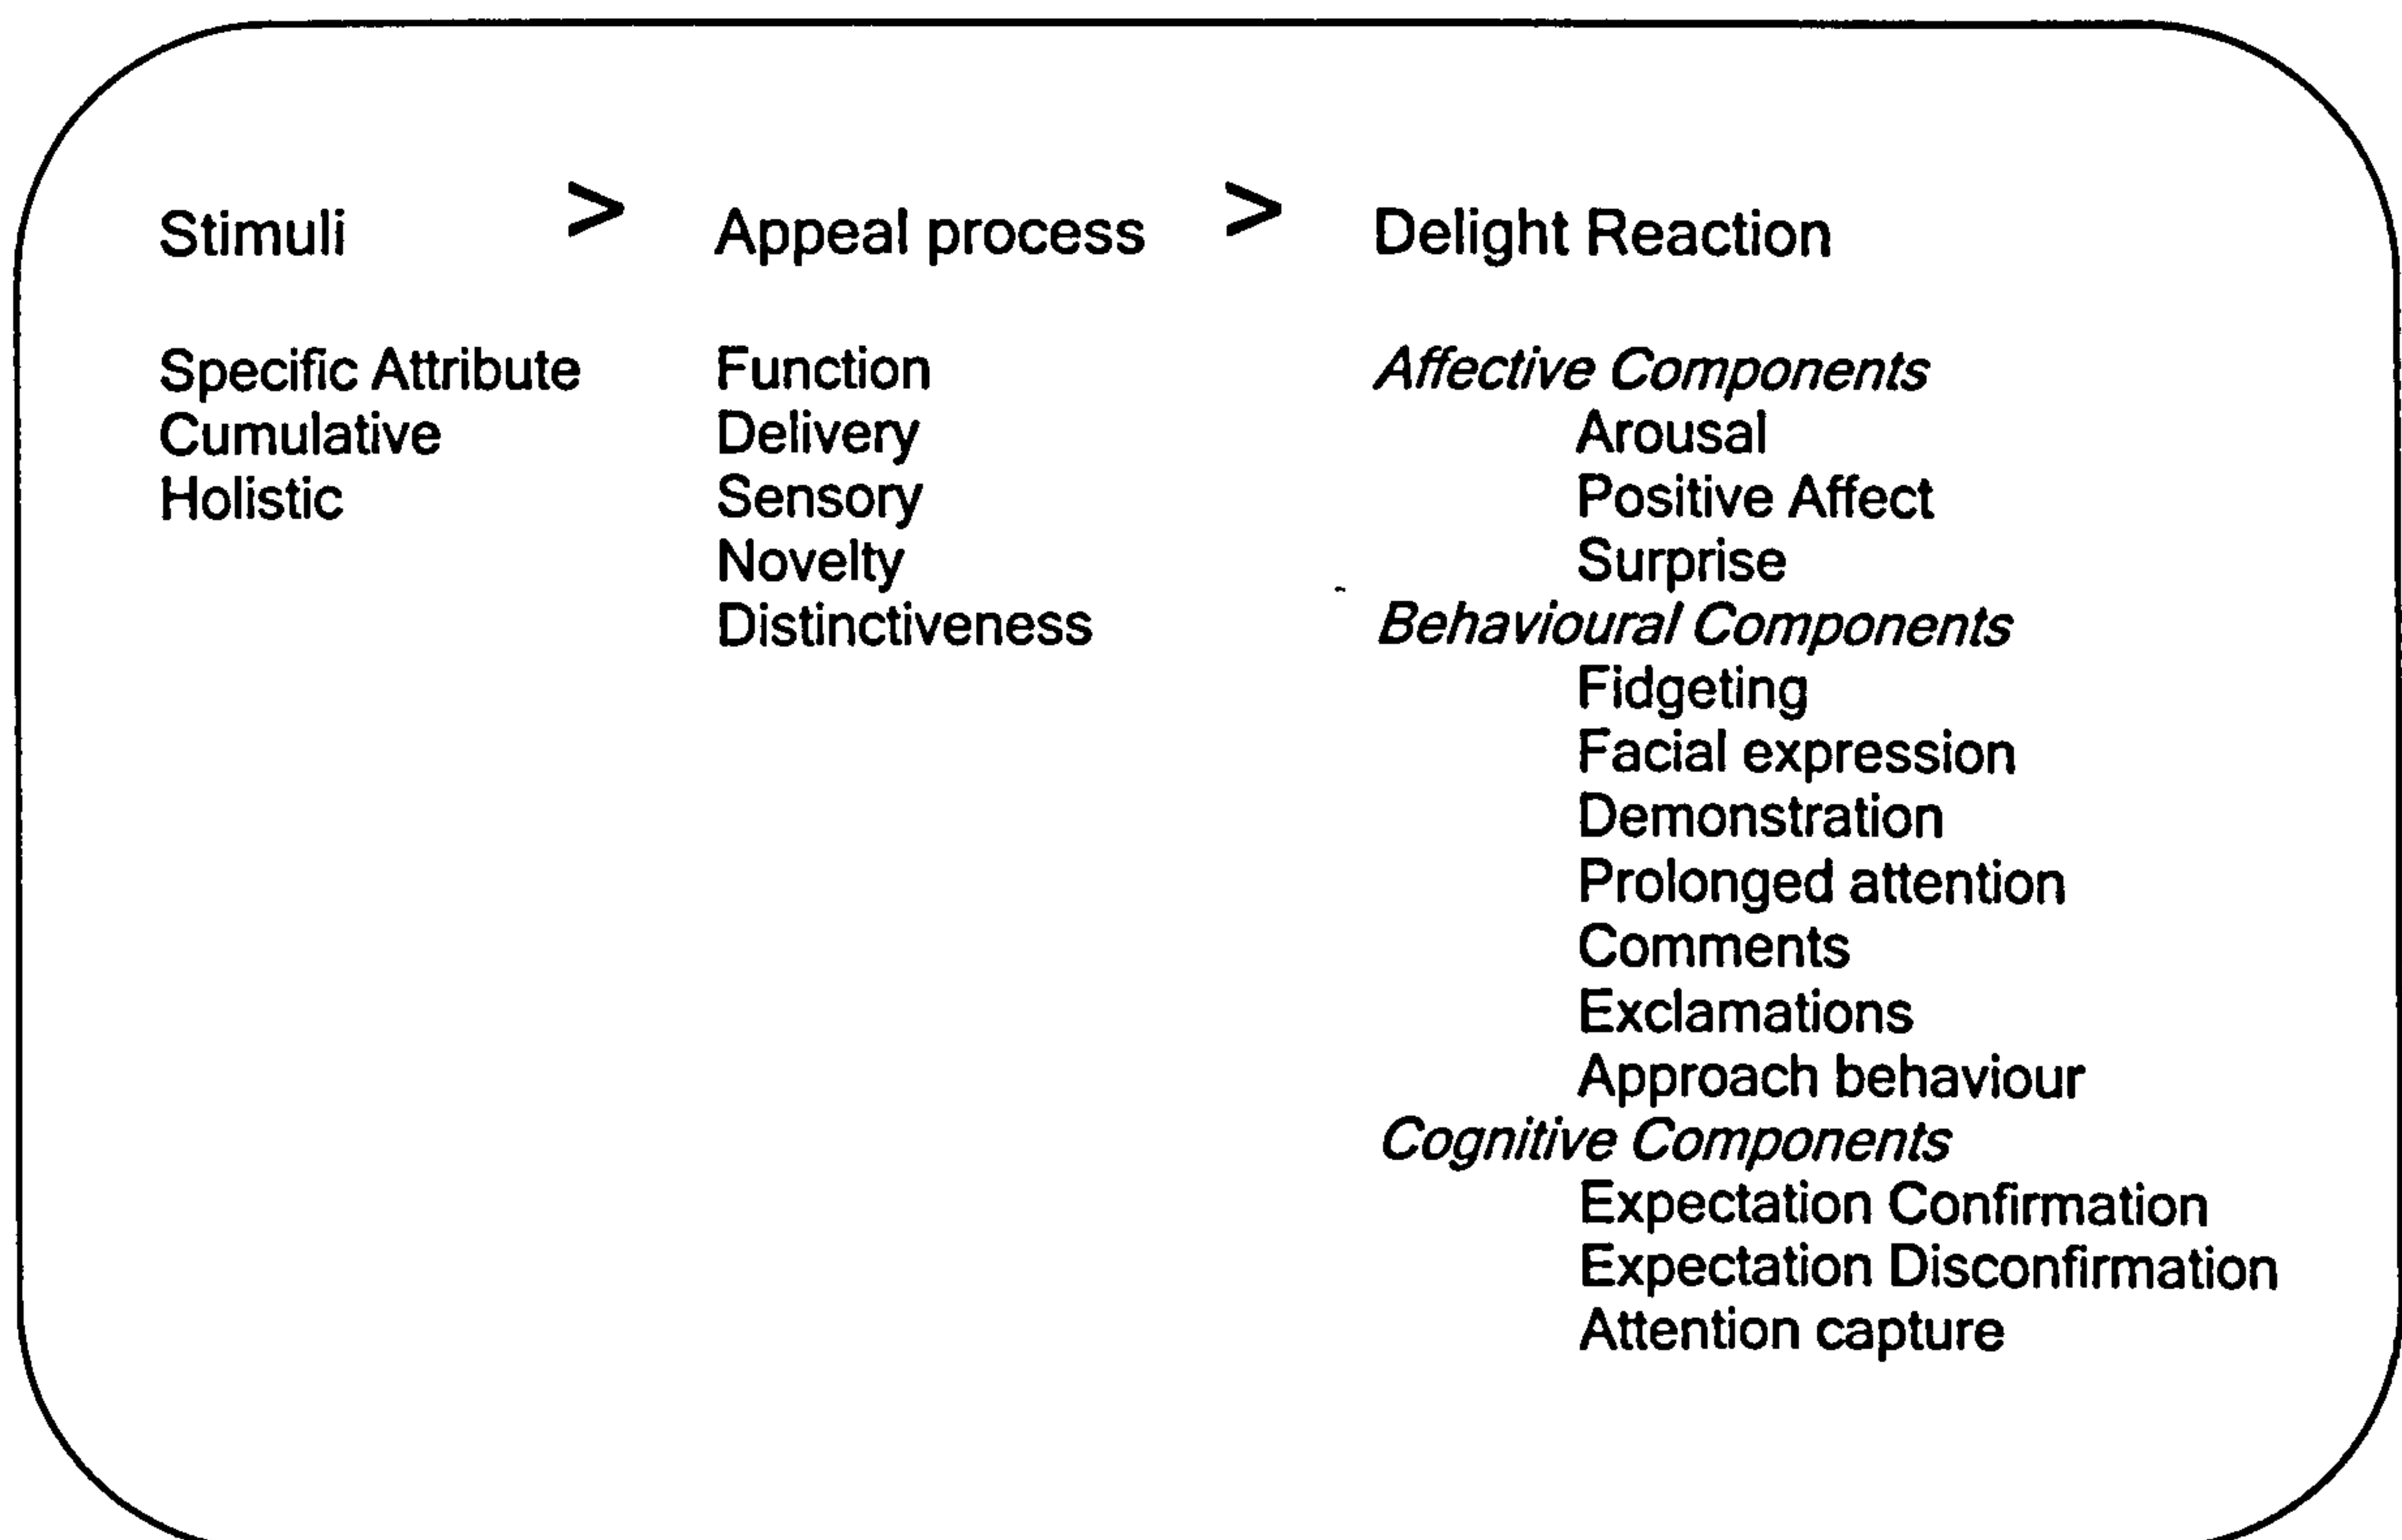 Stimuli > Appeal process > Delight Reaction
Specific Attribute
Cumulative
Holistic
Function
Delivery
Sensory
Novelty
Distinctiveness
Affective Components
Arousal
Positive Affect
Surprise
Behavioural Components
Fidgeting
Facial expression
Demonstration
Prolonged attention
Comments
Exclamations
Approach behaviour
Cognitive Components
Expectation Confirmation
Expectation Disconfirmation
Attention capture